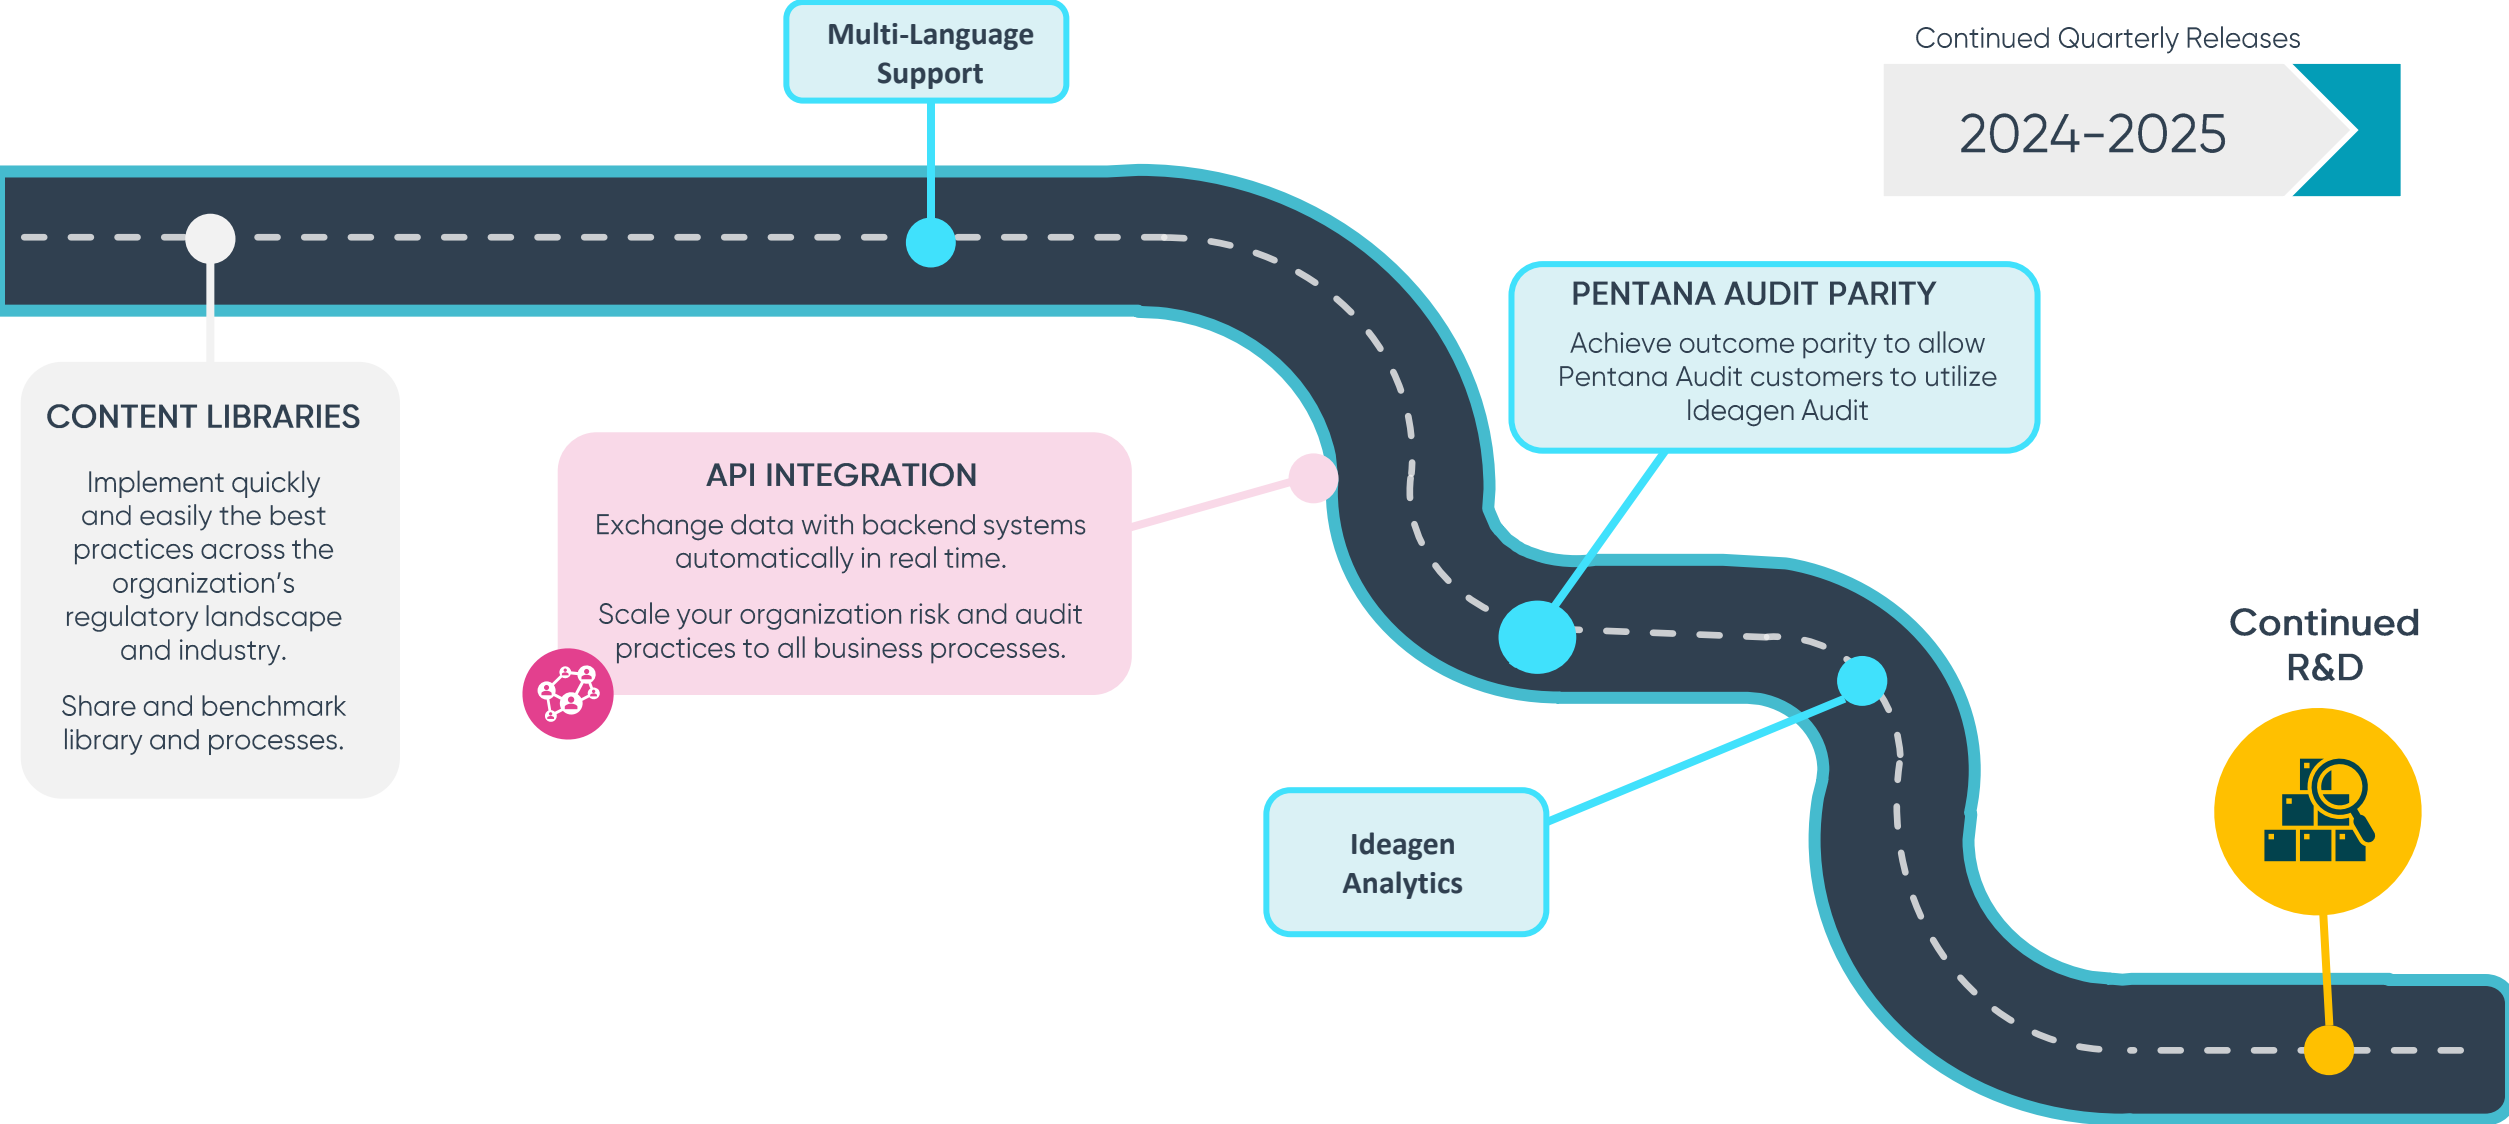 Multi-Language
Support
Continued Quarterly Releases
2024-2025
CONTENT LIBRARIES
Implement quickly
and easily the best
practices across the
organization’s
regulatory landscape
and industry.
Share and benchmark
library and processes.
API INTEGRATION
Exchange data with backend systems
automatically in real time.
Scale your organization risk and audit
practices to all business processes.
PENTANA AUDIT PARITY
Achieve outcome parity to allow
Pentana Audit customers to utilize
Ideagen Audit
Ideagen
Analytics
Continued
R&D